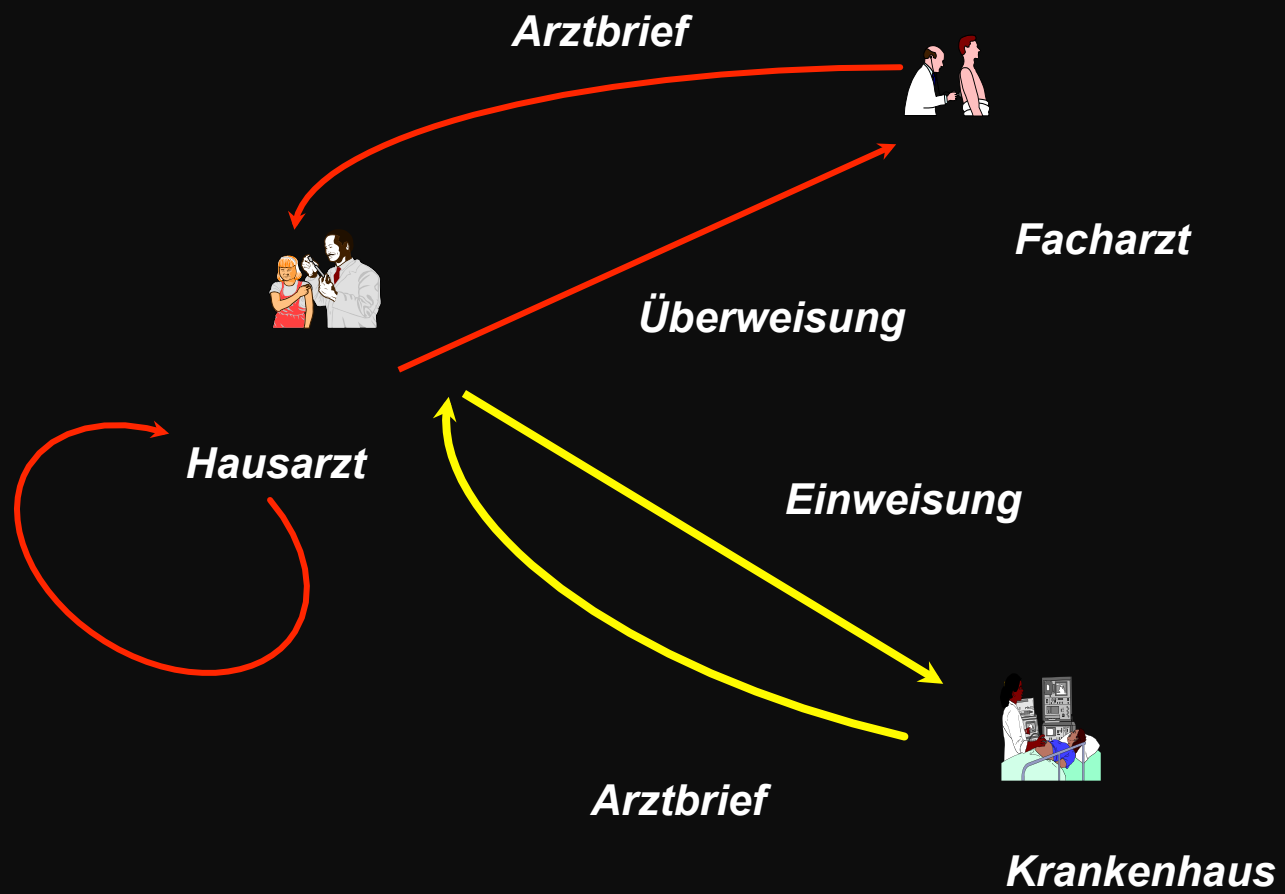 Arztbrief
Facharzt
Überweisung
Hausarzt
Einweisung
Arztbrief
Krankenhaus